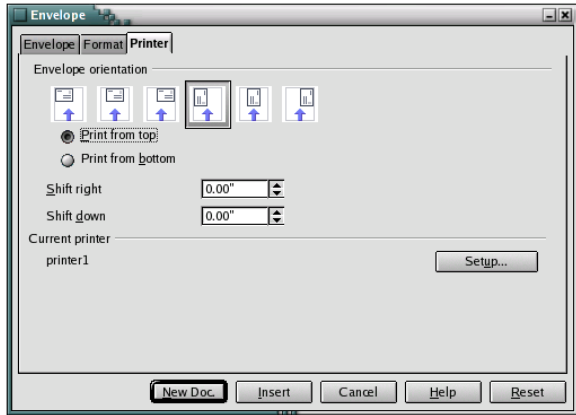 Envelope
Envelope Format Printer
Envelope orientation
Print from top
Print from bottom
Shift right 0.00"
Shift down 0.00"
Current printer
printer1 Setup...
New Doc. Insert Cancel Help Reset